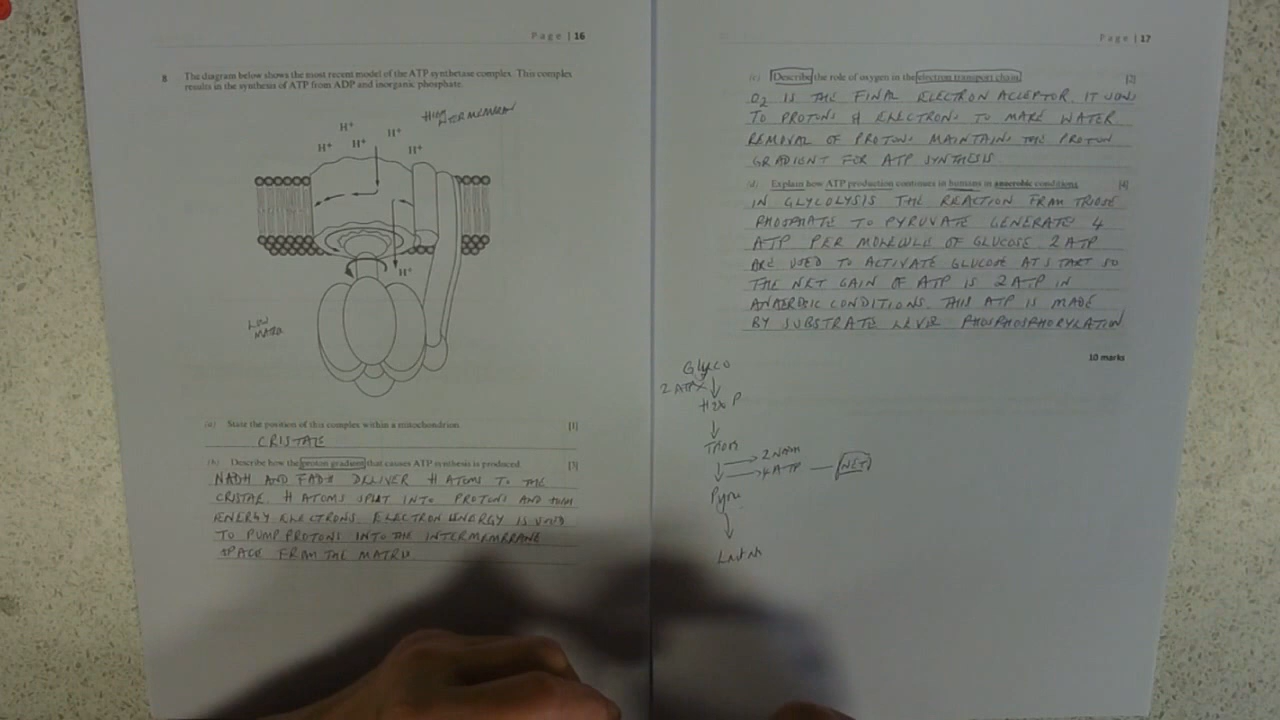 Page | 16
8 The diagram below shows the most recent model of the ATP synthetase complex. This complex
results in the synthesis of ATP from ADP and inorganic phosphate.
HIGH
INTERMEMBRAN
H+ H+
H+ H+ H+
H+
LOW
MATRIX
(a) State the position of this complex within a mitochondrion. [1]
CRISTAE
(b) Describe how the proton gradient that causes ATP synthesis is produced. [3]
NADH AND FADH DELIVER H ATOMS TO THE
CRISTAE. H ATOMS SPLIT INTO PROTONS AND HIGH
ENERGY ELECTRONS. ELECTRON ENERGY IS USED
TO PUMP PROTONS INTO THE INTERMEMBRANE
SPACE FROM THE MATRIX
Page | 17
(c) Describe the role of oxygen in the electron transport chain. [2]
O2 IS THE FINAL ELECTRON ACCEPTOR. IT JOINS
TO PROTONS & ELECTRONS TO MAKE WATER
REMOVAL OF PROTONS MAINTAINS THE PROTON
GRADIENT FOR ATP SYNTHESIS
(d) Explain how ATP production continues in humans in anaerobic conditions. [4]
IN GLYCOLYSIS THE REACTION FROM TRIOSE
PHOSPHATE TO PYRUVATE GENERATES 4
ATP PER MOLECULE OF GLUCOSE. 2 ATP
ARE USED TO ACTIVATE GLUCOSE AT START SO
THE NET GAIN OF ATP IS 2 ATP IN
ANAEROBIC CONDITIONS. THIS ATP IS MADE
BY SUBSTRATE LEVEL PHOSPHOSPHORYLATION
10 marks
2 ATP
Hex P
2 NADH
4 ATP — NET
Pyru